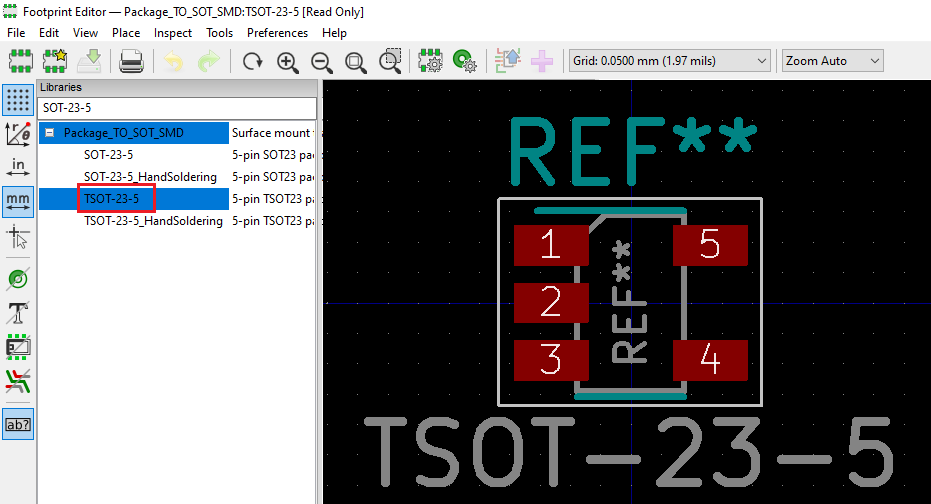 Footprint Editor — Package_TO_SOT_SMD:TSOT-23-5 [Read Only]
File Edit View Place Inspect Tools Preferences Help
Grid: 0.0500 mm (1.97 mils) Zoom Auto
Libraries
SOT-23-5
Package_TO_SOT_SMD Surface mount
SOT-23-5 5-pin SOT23 pa
SOT-23-5_HandSoldering 5-pin SOT23 pa
TSOT-23-5 5-pin TSOT23 pa
TSOT-23-5_HandSoldering 5-pin TSOT23 pa
in
mm
T
ab?
REF**
1 5
2
3 4
REF**
TSOT-23-5